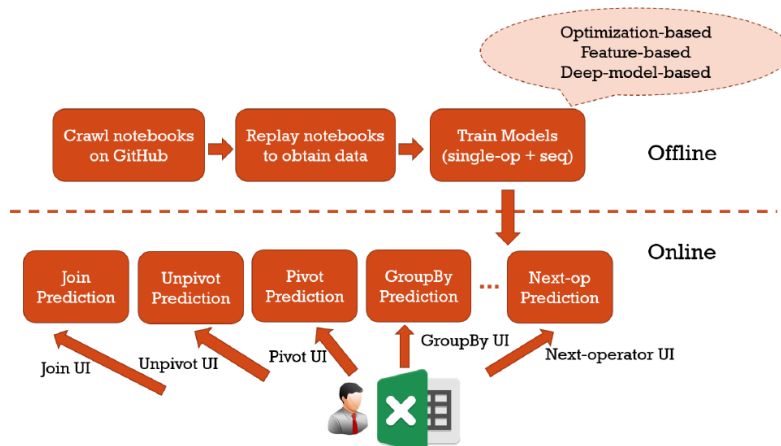 Optimization-based
Feature-based
Deep-model-based
Crawl notebooks
on GitHub
Replay notebooks
to obtain data
Train Models
(single-op + seq)
Offline
Online
Join
Prediction
Unpivot
Prediction
Pivot
Prediction
GroupBy
Prediction
...
Next-op
Prediction
Join UI
Unpivot UI
Pivot UI
GroupBy UI
Next-operator UI
X